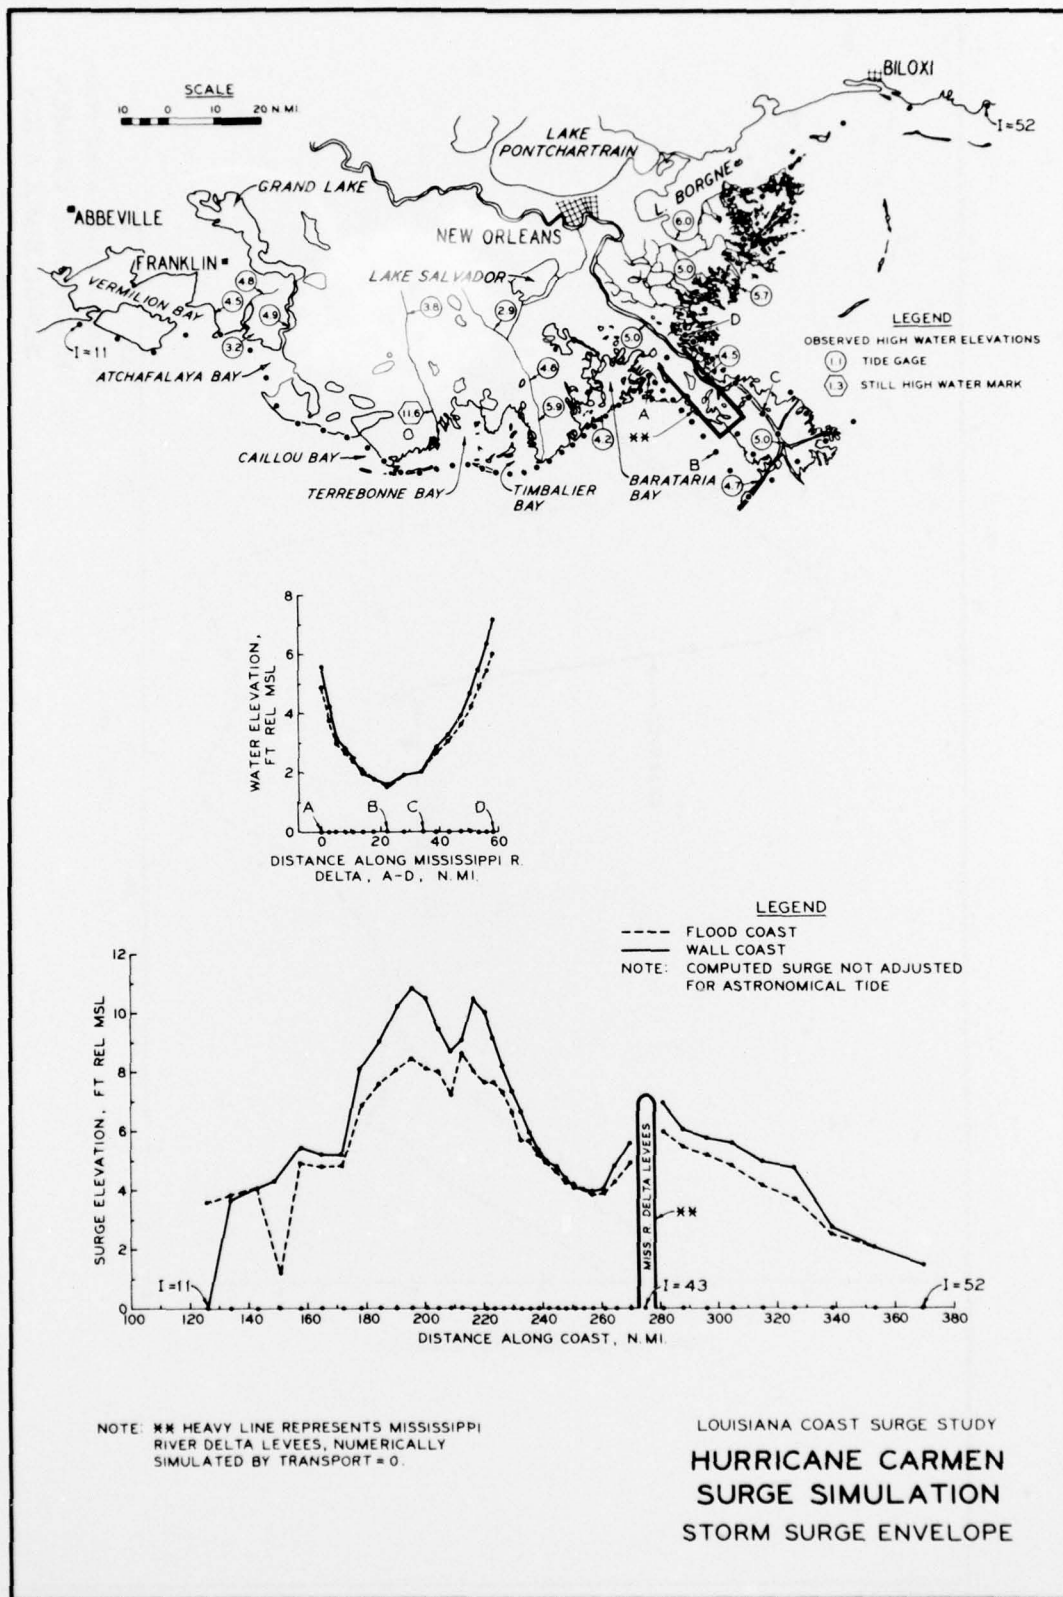 SCALE
10 0 10 20 N.MI.
BILOXI
I=52
LAKE
PONTCHARTRAIN
L. BORGNE
GRAND LAKE
ABBEVILLE
NEW ORLEANS
6.0
FRANKLIN
VERMILION BAY
4.8
4.5
4.9
3.2
LAKE SALVADOR
3.8
2.9
5.0
5.7
D
LEGEND
OBSERVED HIGH WATER ELEVATIONS
1.1 TIDE GAGE
1.3 STILL HIGH WATER MARK
I=11
ATCHAFALAYA BAY
5.0
4.5
C
4.6
11.6
5.9
A
**
4.2
5.0
B
4.7
CAILLOU BAY
TERREBONNE BAY
TIMBALIER
BAY
BARATARIA
BAY
WATER ELEVATION,
FT REL MSL
8
6
4
2
0
A B C D
0 20 40 60
DISTANCE ALONG MISSISSIPPI R.
DELTA, A-D, N.MI.
LEGEND
FLOOD COAST
WALL COAST
NOTE: COMPUTED SURGE NOT ADJUSTED
FOR ASTRONOMICAL TIDE
SURGE ELEVATION, FT REL MSL
12
10
8
6
4
2
0
MISS R DELTA LEVEES
**
I=11
I=43
I=52
100 120 140 160 180 200 220 240 260 280 300 320 340 360 380
DISTANCE ALONG COAST, N.MI.
NOTE: ** HEAVY LINE REPRESENTS MISSISSIPPI
RIVER DELTA LEVEES, NUMERICALLY
SIMULATED BY TRANSPORT = 0.
LOUISIANA COAST SURGE STUDY
HURRICANE CARMEN
SURGE SIMULATION
STORM SURGE ENVELOPE